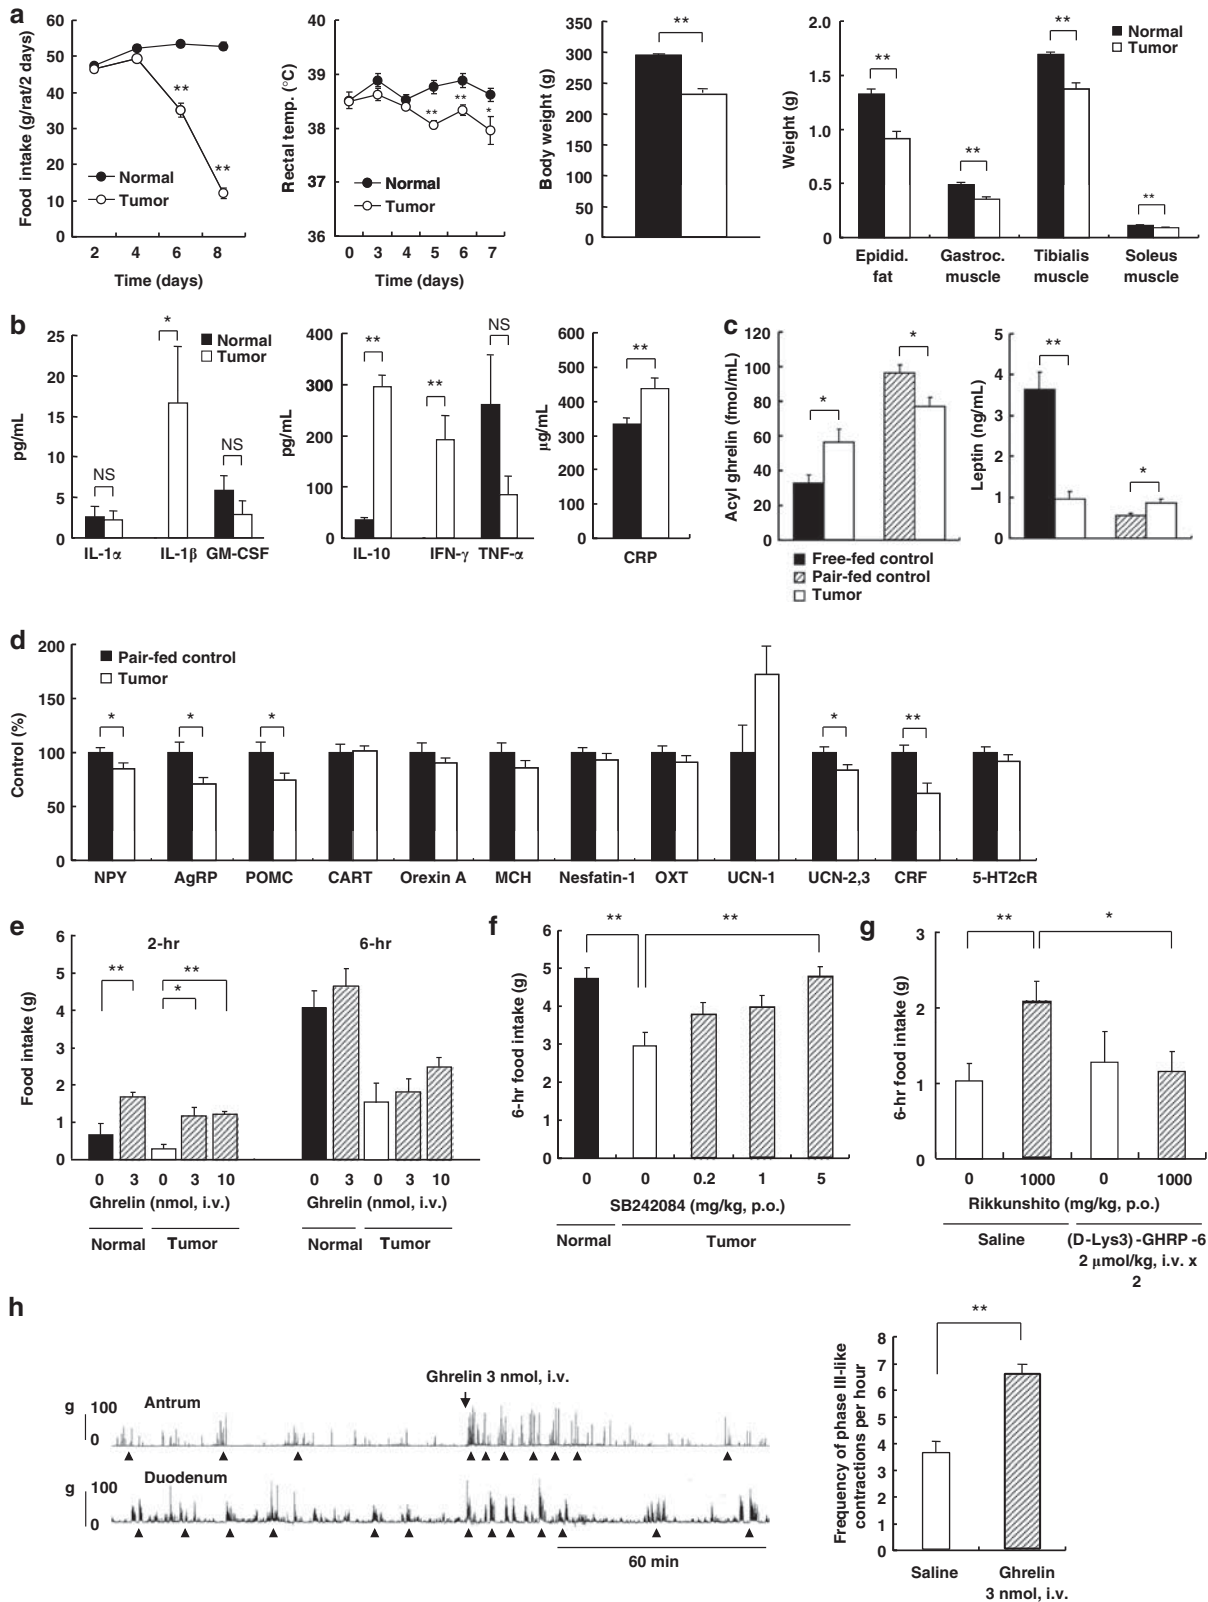 a
60
50
40
30
20
10
0
Food intake (g/rat/2 days)
**
**
Normal
Tumor
2 4 6 8
Time (days)
40
39
38
37
36
Rectal temp. (°C)
**
**
*
Normal
Tumor
0 3 4 5 6 7
Time (days)
350
300
250
200
150
100
50
0
Body weight (g)
**
2.0
1.5
1.0
0.5
0
Weight (g)
**
**
**
**
Normal
Tumor
Epidid. fat
Gastroc. muscle
Tibialis muscle
Soleus muscle
b
25
20
15
10
5
0
pg/mL
NS
*
NS
Normal
Tumor
IL-1α IL-1β GM-CSF
400
300
200
100
0
pg/mL
**
**
NS
IL-10 IFN-γ TNF-α
600
500
400
300
200
100
0
μg/mL
**
CRP
c
120
100
80
60
40
20
0
Acyl ghrelin (fmol/mL)
*
*
Free-fed control
Pair-fed control
Tumor
5
4
3
2
1
0
Leptin (ng/mL)
**
*
d
200
150
100
50
0
Control (%)
Pair-fed control
Tumor
*
*
*
*
**
NPY AgRP POMC CART Orexin A MCH Nesfatin-1 OXT UCN-1 UCN-2,3 CRF 5-HT2cR
e
6
5
4
3
2
1
0
Food intake (g)
2-hr
**
**
*
0 3 0 3 10
Ghrelin (nmol, i.v.)
Normal Tumor
6-hr
0 3 0 3 10
Ghrelin (nmol, i.v.)
Normal Tumor
f
6
5
4
3
2
1
0
6-hr food intake (g)
**
**
0 0 0.2 1 5
SB242084 (mg/kg, p.o.)
Normal Tumor
g
3
2
1
0
6-hr food intake (g)
**
*
0 1000 0 1000
Rikkunshito (mg/kg, p.o.)
Saline
(D-Lys3) -GHRP -6
2 μmol/kg, i.v. x
2
h
Ghrelin 3 nmol, i.v.
g 100
0
Antrum
g 100
0
Duodenum
60 min
8
7
6
5
4
3
2
1
0
Frequency of phase III-like
contractions per hour
**
Saline
Ghrelin
3 nmol, i.v.